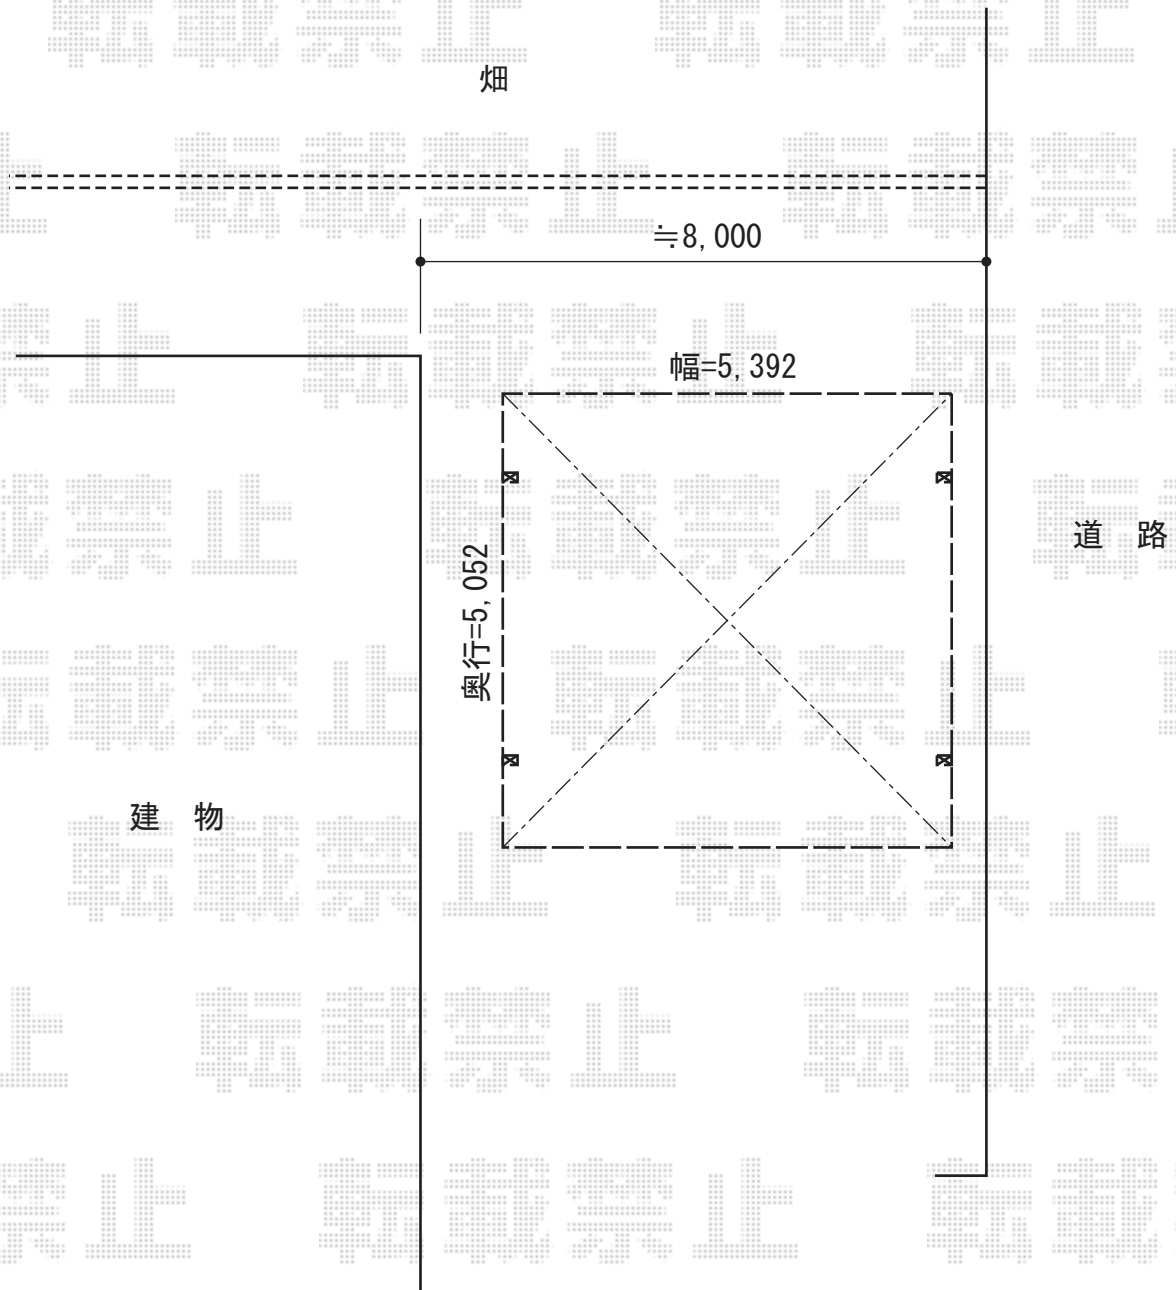 畑
≒8,000
幅=5,392
道 路
奥行=5,052
建 物
転載禁止